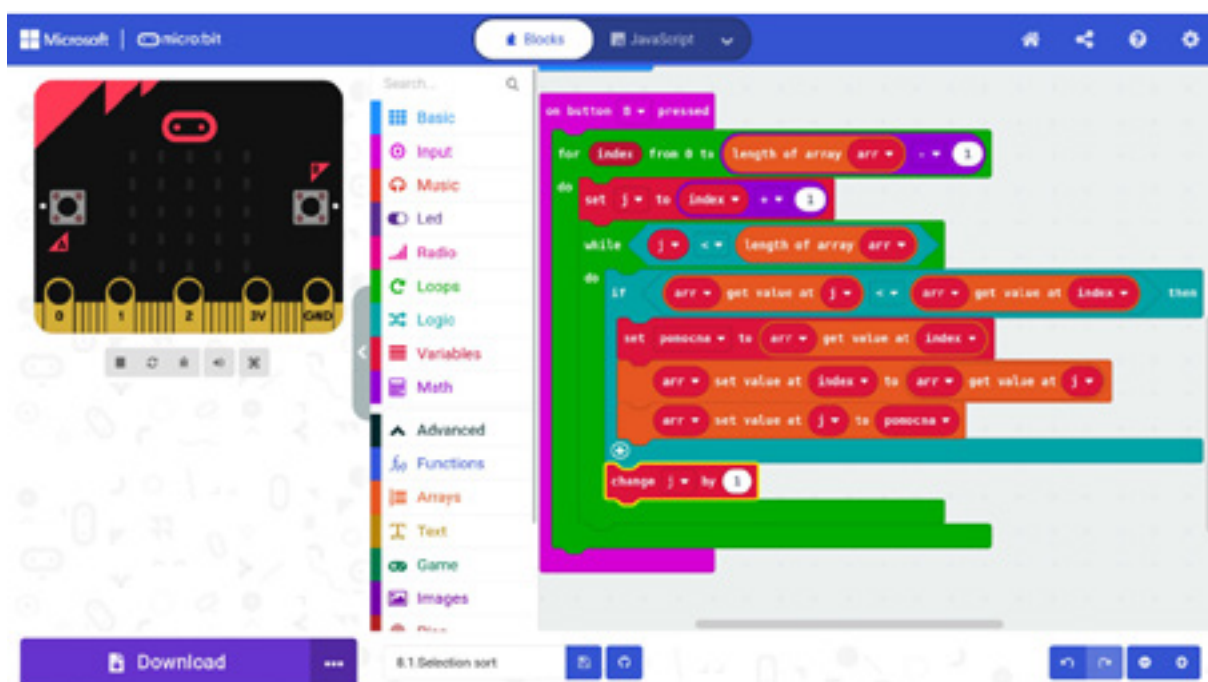 Microsoft | micro:bit
Blocks
JavaScript
Search...
Basic
Input
Music
Led
Radio
Loops
Logic
Variables
Math
Advanced
Functions
Arrays
Text
Game
Images
A
B
0 1 2 3V GND
on button B pressed
for index from 0 to length of array arr - 1
do
set j to index + 1
while j < length of array arr
do
if arr get value at j < arr get value at index then
set pomocna to arr get value at index
arr set value at index to arr get value at j
arr set value at j to pomocna
change j by 1
Download
8.1.Selection sort